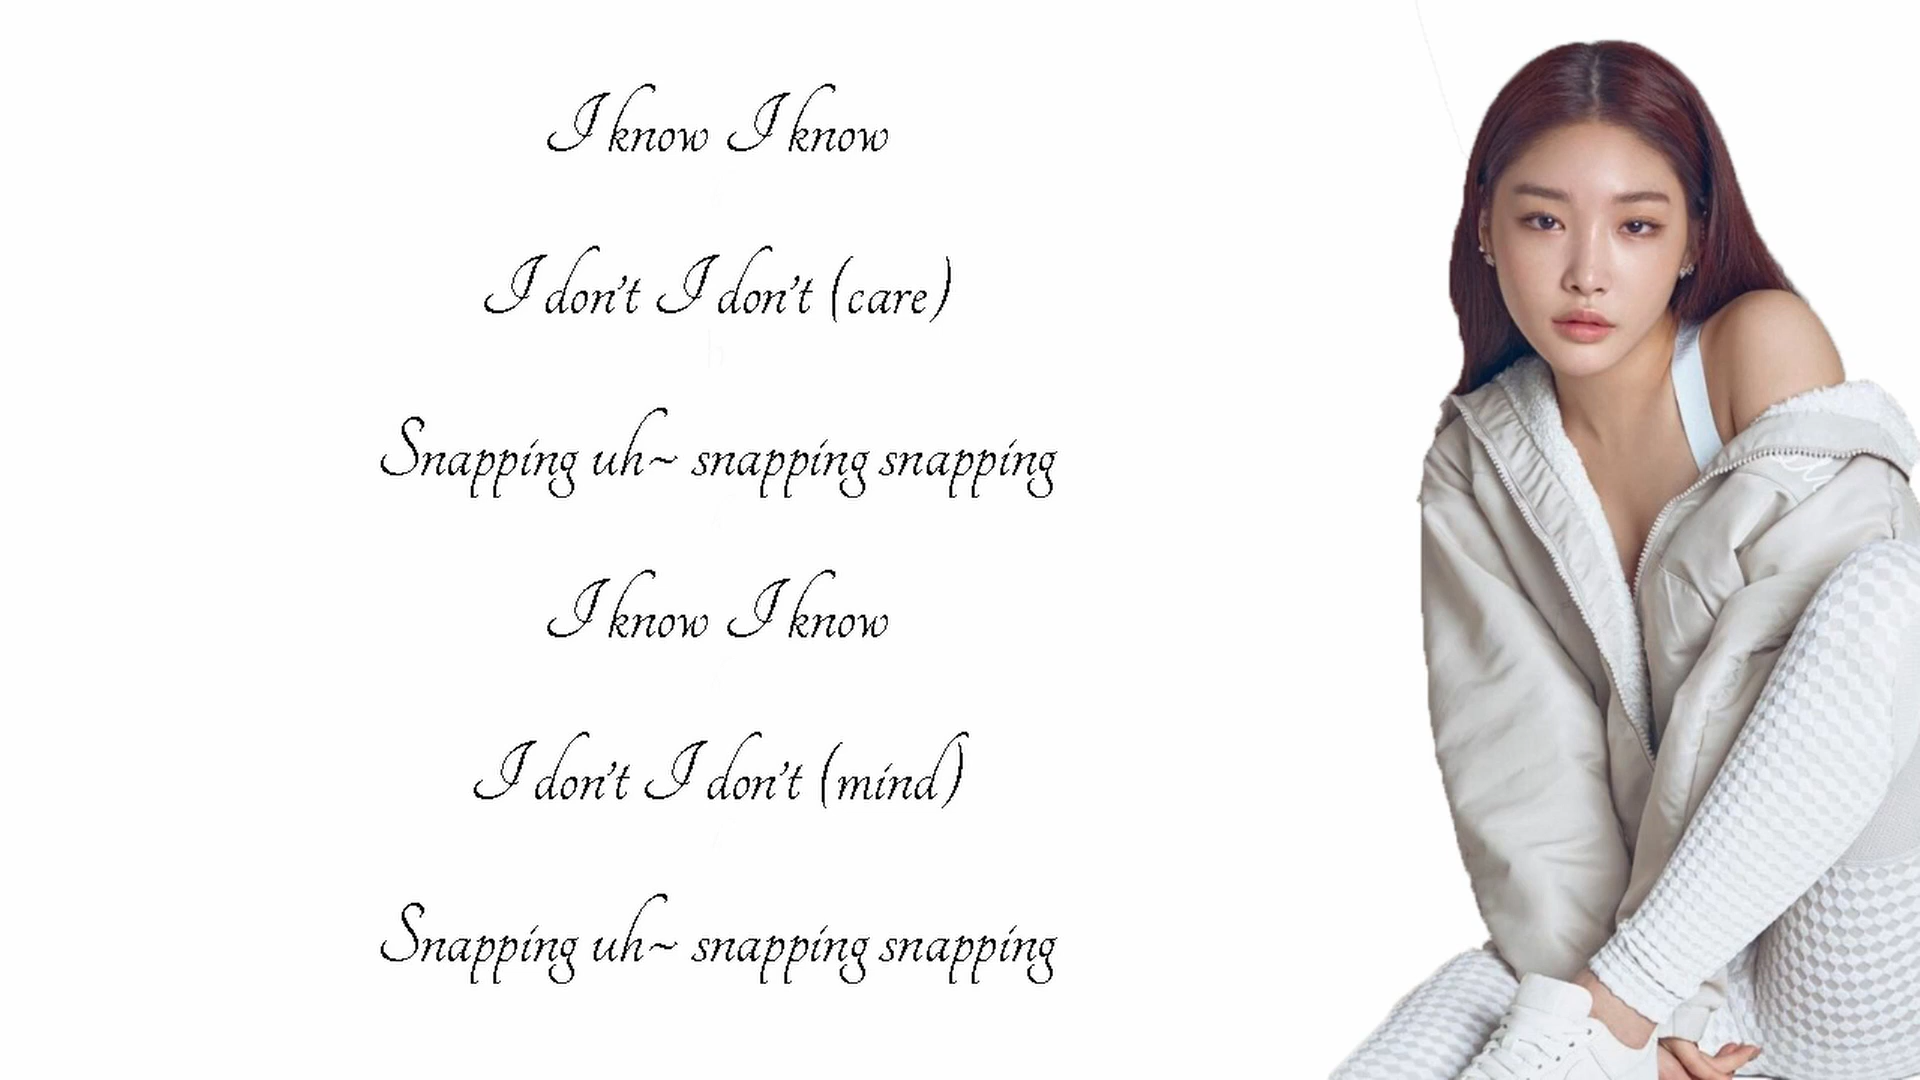 I know I know
I don't I don't (care)
Snapping uh~ snapping snapping
I know I know
I don't I don't (mind)
Snapping uh~ snapping snapping